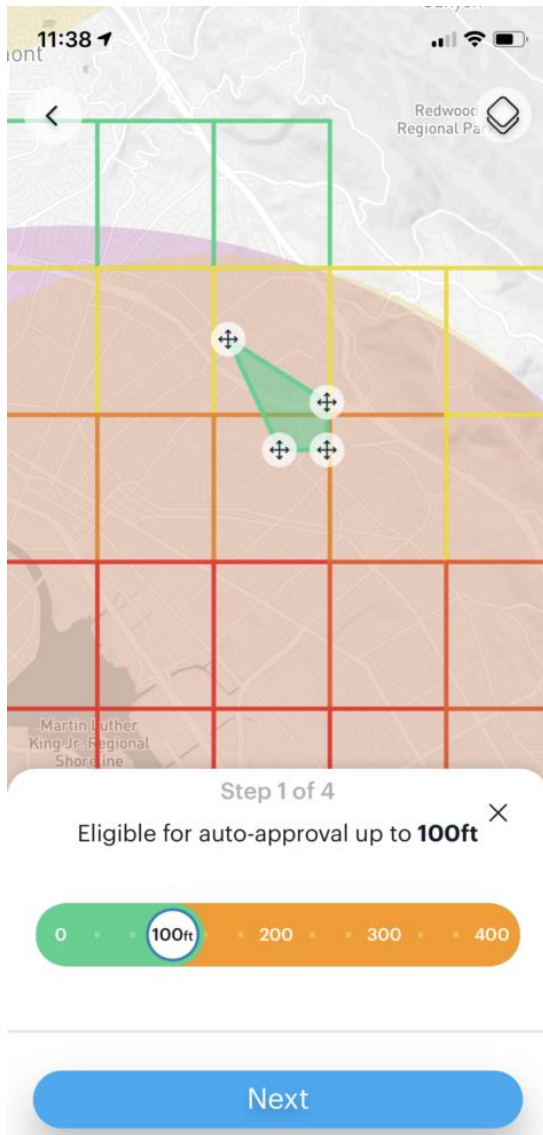 11:38
mont
Redwood
Regional Pa
Martin Luther
King Jr. Regional
Shoreline
Step 1 of 4
Eligible for auto-approval up to 100ft
0 100ft 200 300 400
Next